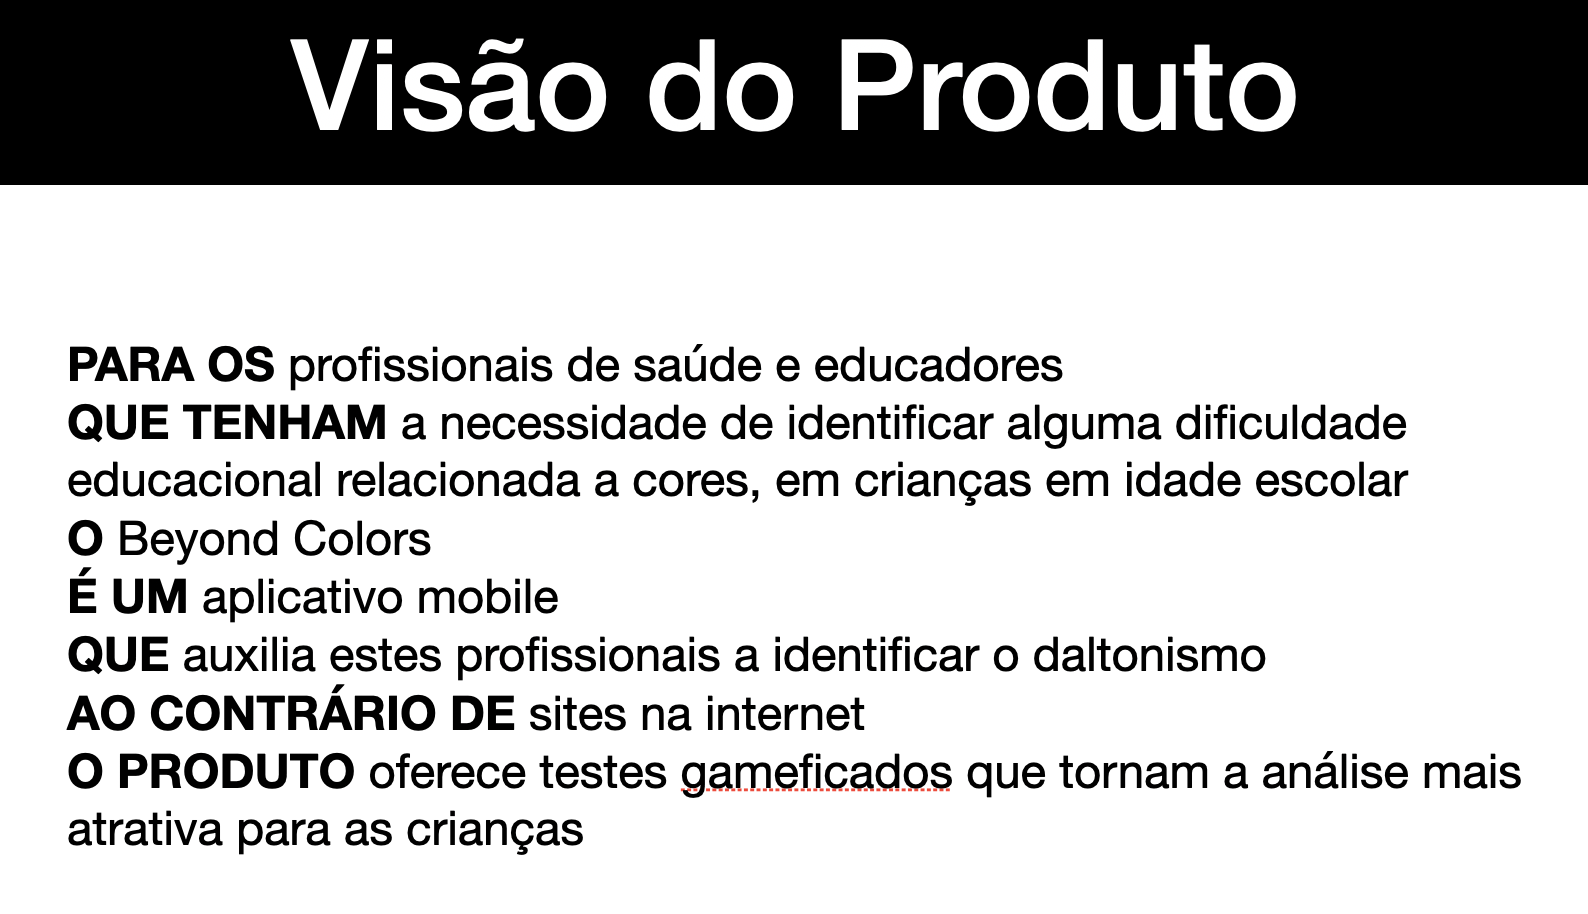 Visão do Produto
PARA OS profissionais de saúde e educadores
QUE TENHAM a necessidade de identificar alguma dificuldade
educacional relacionada a cores, em crianças em idade escolar
O Beyond Colors
É UM aplicativo mobile
QUE auxilia estes profissionais a identificar o daltonismo
AO CONTRÁRIO DE sites na internet
O PRODUTO oferece testes gameficados que tornam a análise mais
atrativa para as crianças